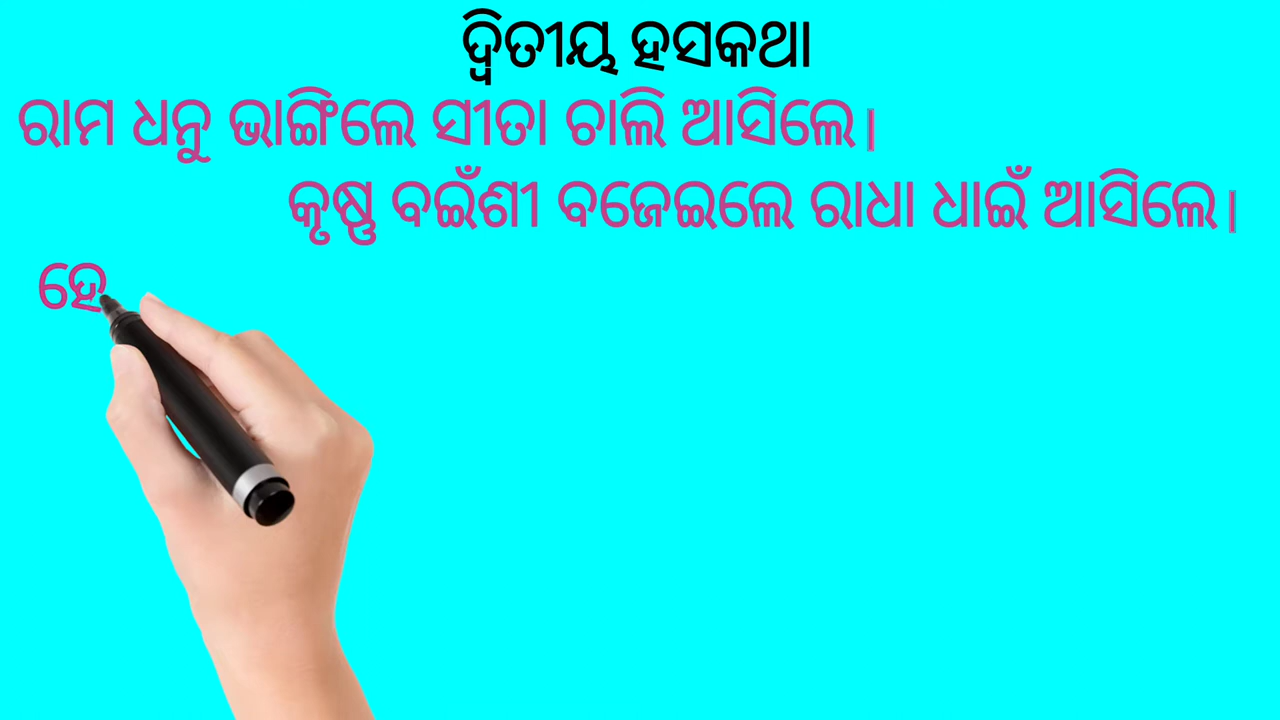 ଦ୍ୱିତୀୟ ହସକଥା
ରାମ ଧନୁ ଭାଙ୍ଗିଲେ ସୀତା ଚାଲି ଆସିଲେ|
କୃଷ୍ଣ ବଇଁଶୀ ବଜେଇଲେ ରାଧା ଧାଇଁ ଆସିଲେ|
ହେ